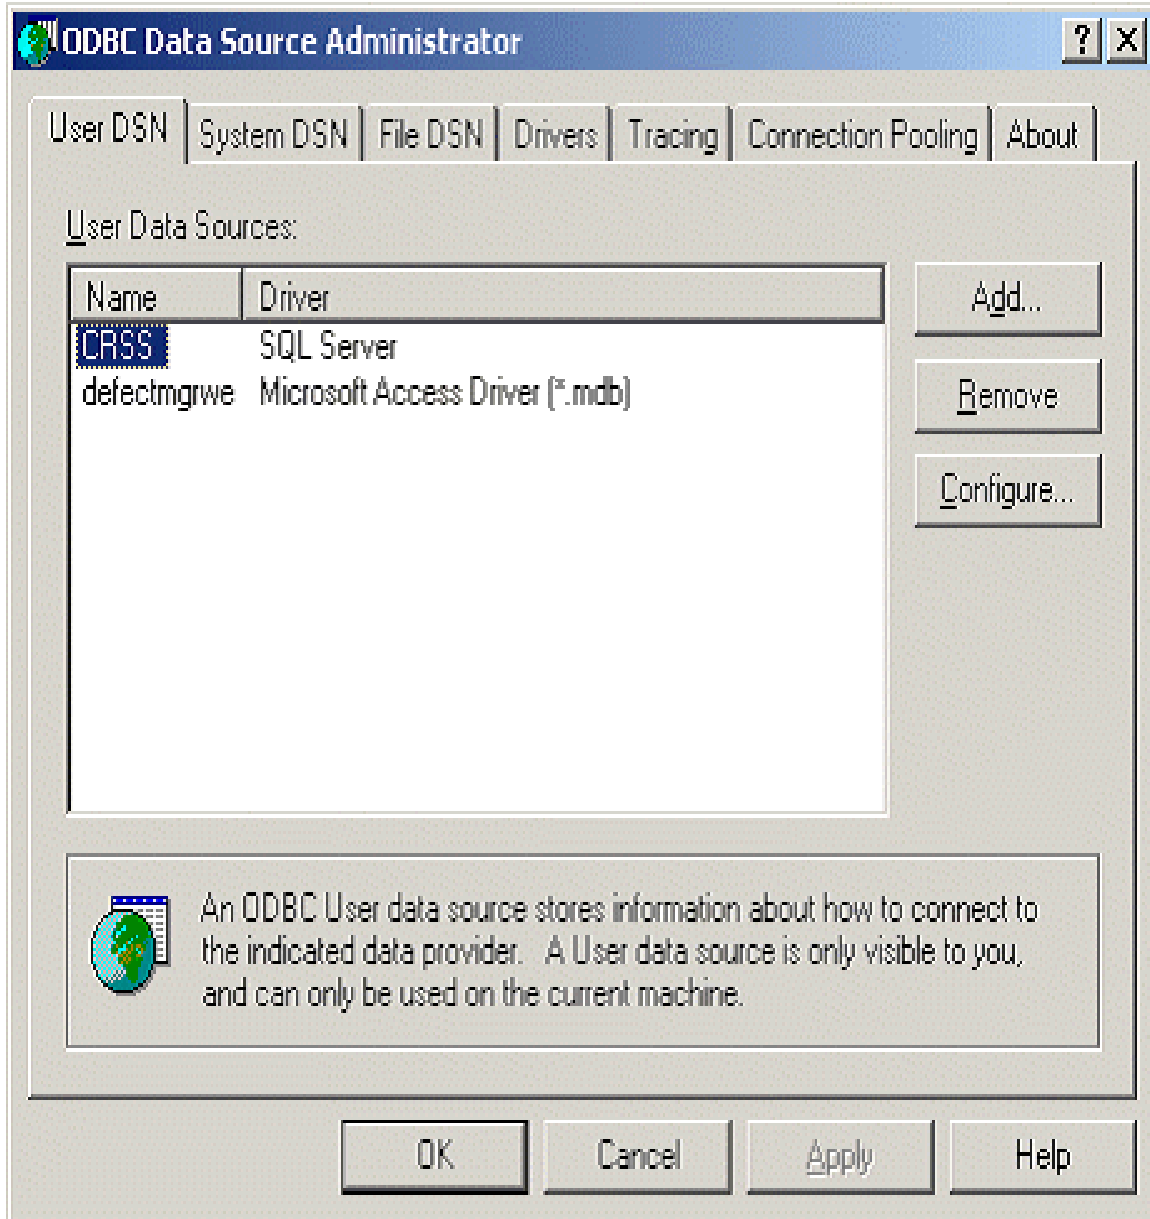 ODBC Data Source Administrator
User DSN System DSN File DSN Drivers Tracing Connection Pooling About
User Data Sources:
Name Driver
CRSS SQL Server
defectmgrwe Microsoft Access Driver (*.mdb)
Add...
Remove
Configure...
An ODBC User data source stores information about how to connect to
the indicated data provider. A User data source is only visible to you,
and can only be used on the current machine.
OK Cancel Apply Help